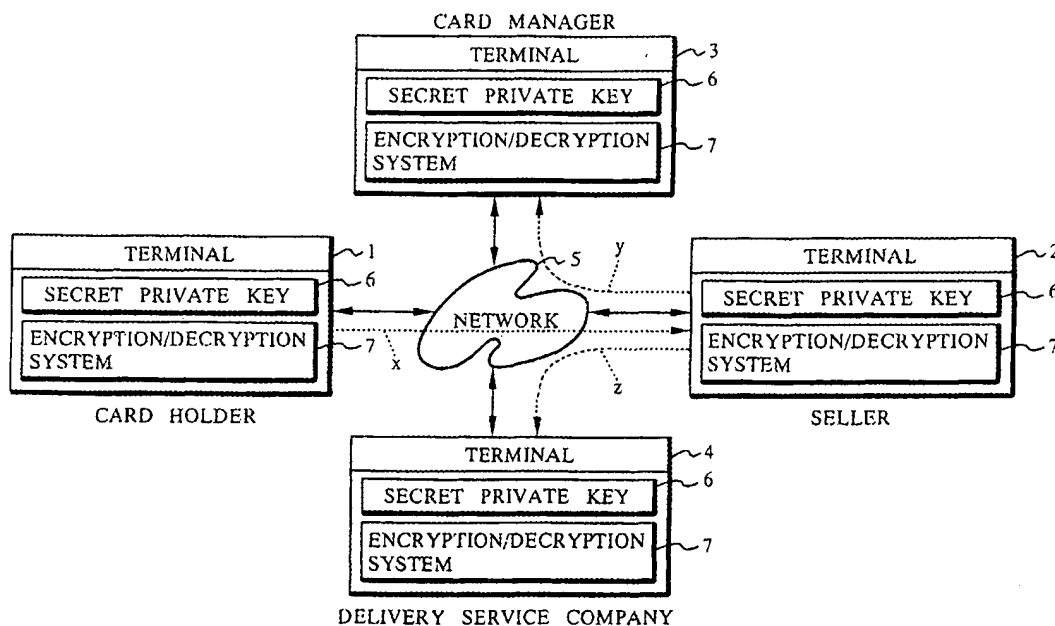 CARD MANAGER
TERMINAL
3
SECRET PRIVATE KEY
6
ENCRYPTION/DECRYPTION
SYSTEM
7
TERMINAL
1
SECRET PRIVATE KEY
6
ENCRYPTION/DECRYPTION
SYSTEM
7
CARD HOLDER
x
5
NETWORK
y
z
TERMINAL
2
SECRET PRIVATE KEY
6
ENCRYPTION/DECRYPTION
SYSTEM
7
SELLER
TERMINAL
4
SECRET PRIVATE KEY
6
ENCRYPTION/DECRYPTION
SYSTEM
7
DELIVERY SERVICE COMPANY